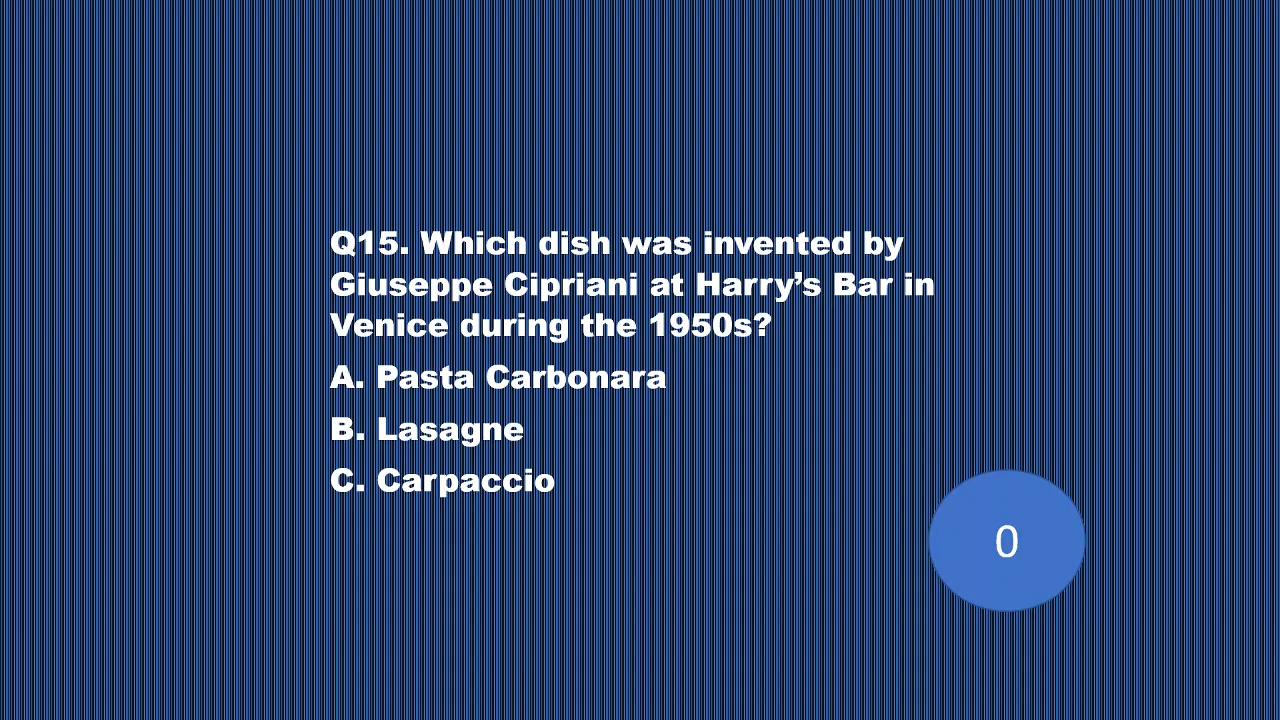 Q15. Which dish was invented by
Giuseppe Cipriani at Harry’s Bar in
Venice during the 1950s?
A. Pasta Carbonara
B. Lasagne
C. Carpaccio
0